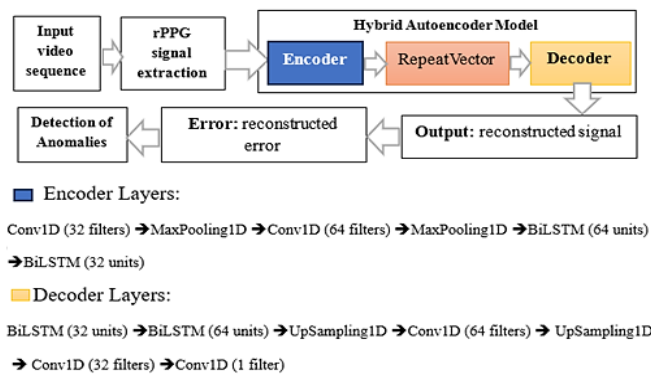 Input
video
sequence
rPPG
signal
extraction
Hybrid Autoencoder Model
Encoder
RepeatVector
Decoder
Detection of
Anomalies
Error: reconstructed
error
Output: reconstructed signal
Encoder Layers:
Conv1D (32 filters) ➔MaxPooling1D ➔Conv1D (64 filters) ➔MaxPooling1D ➔BiLSTM (64 units)
➔BiLSTM (32 units)
Decoder Layers:
BiLSTM (32 units) ➔BiLSTM (64 units) ➔UpSampling1D ➔Conv1D (64 filters) ➔ UpSampling1D
➔ Conv1D (32 filters) ➔Conv1D (1 filter)